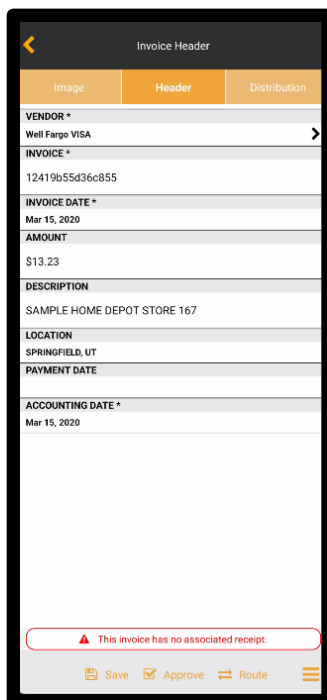 Invoice Header
Image Header Distribution
VENDOR *
Well Fargo VISA
INVOICE *
12419b55d36c855
INVOICE DATE *
Mar 15, 2020
AMOUNT
$13.23
DESCRIPTION
SAMPLE HOME DEPOT STORE 167
LOCATION
SPRINGFIELD, UT
PAYMENT DATE
ACCOUNTING DATE *
Mar 15, 2020
This invoice has no associated receipt.
Save Approve Route